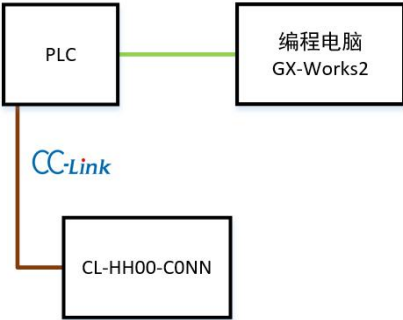 PLC
编程电脑
GX-Works2
CC-Link
CL-HH00-C0NN